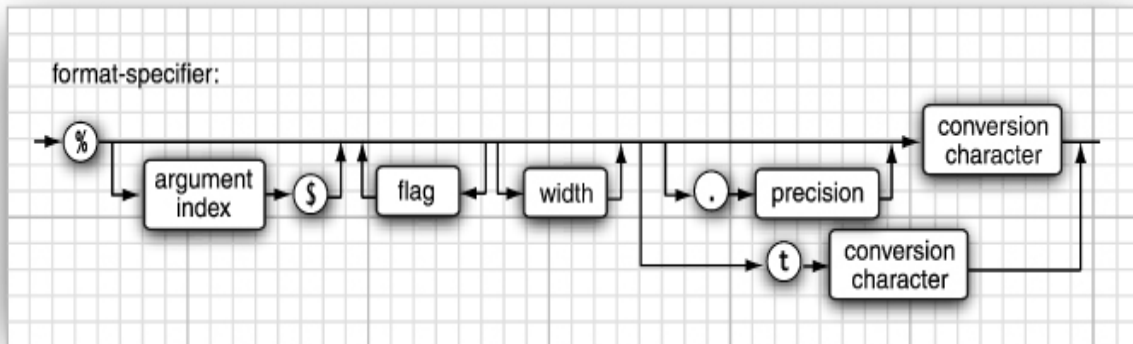 format-specifier:
%
argument
index
$
flag
width
.
precision
conversion
character
t
conversion
character